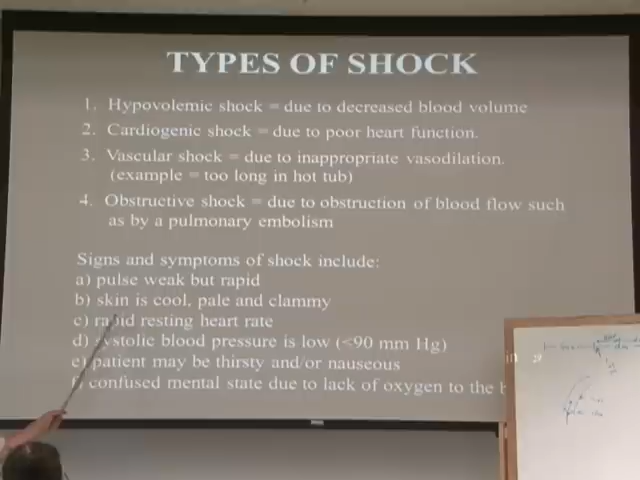 TYPES OF SHOCK
1. Hypovolemic shock = due to decreased blood volume
2. Cardiogenic shock = due to poor heart function.
3. Vascular shock = due to inappropriate vasodilation.
(example = too long in hot tub)
4. Obstructive shock = due to obstruction of blood flow such
as by a pulmonary embolism
Signs and symptoms of shock include:
a) pulse weak but rapid
b) skin is cool, pale and clammy
c) rapid resting heart rate
d) systolic blood pressure is low (<90 mm Hg)
e) patient may be thirsty and/or nauseous
f) confused mental state due to lack of oxygen to the